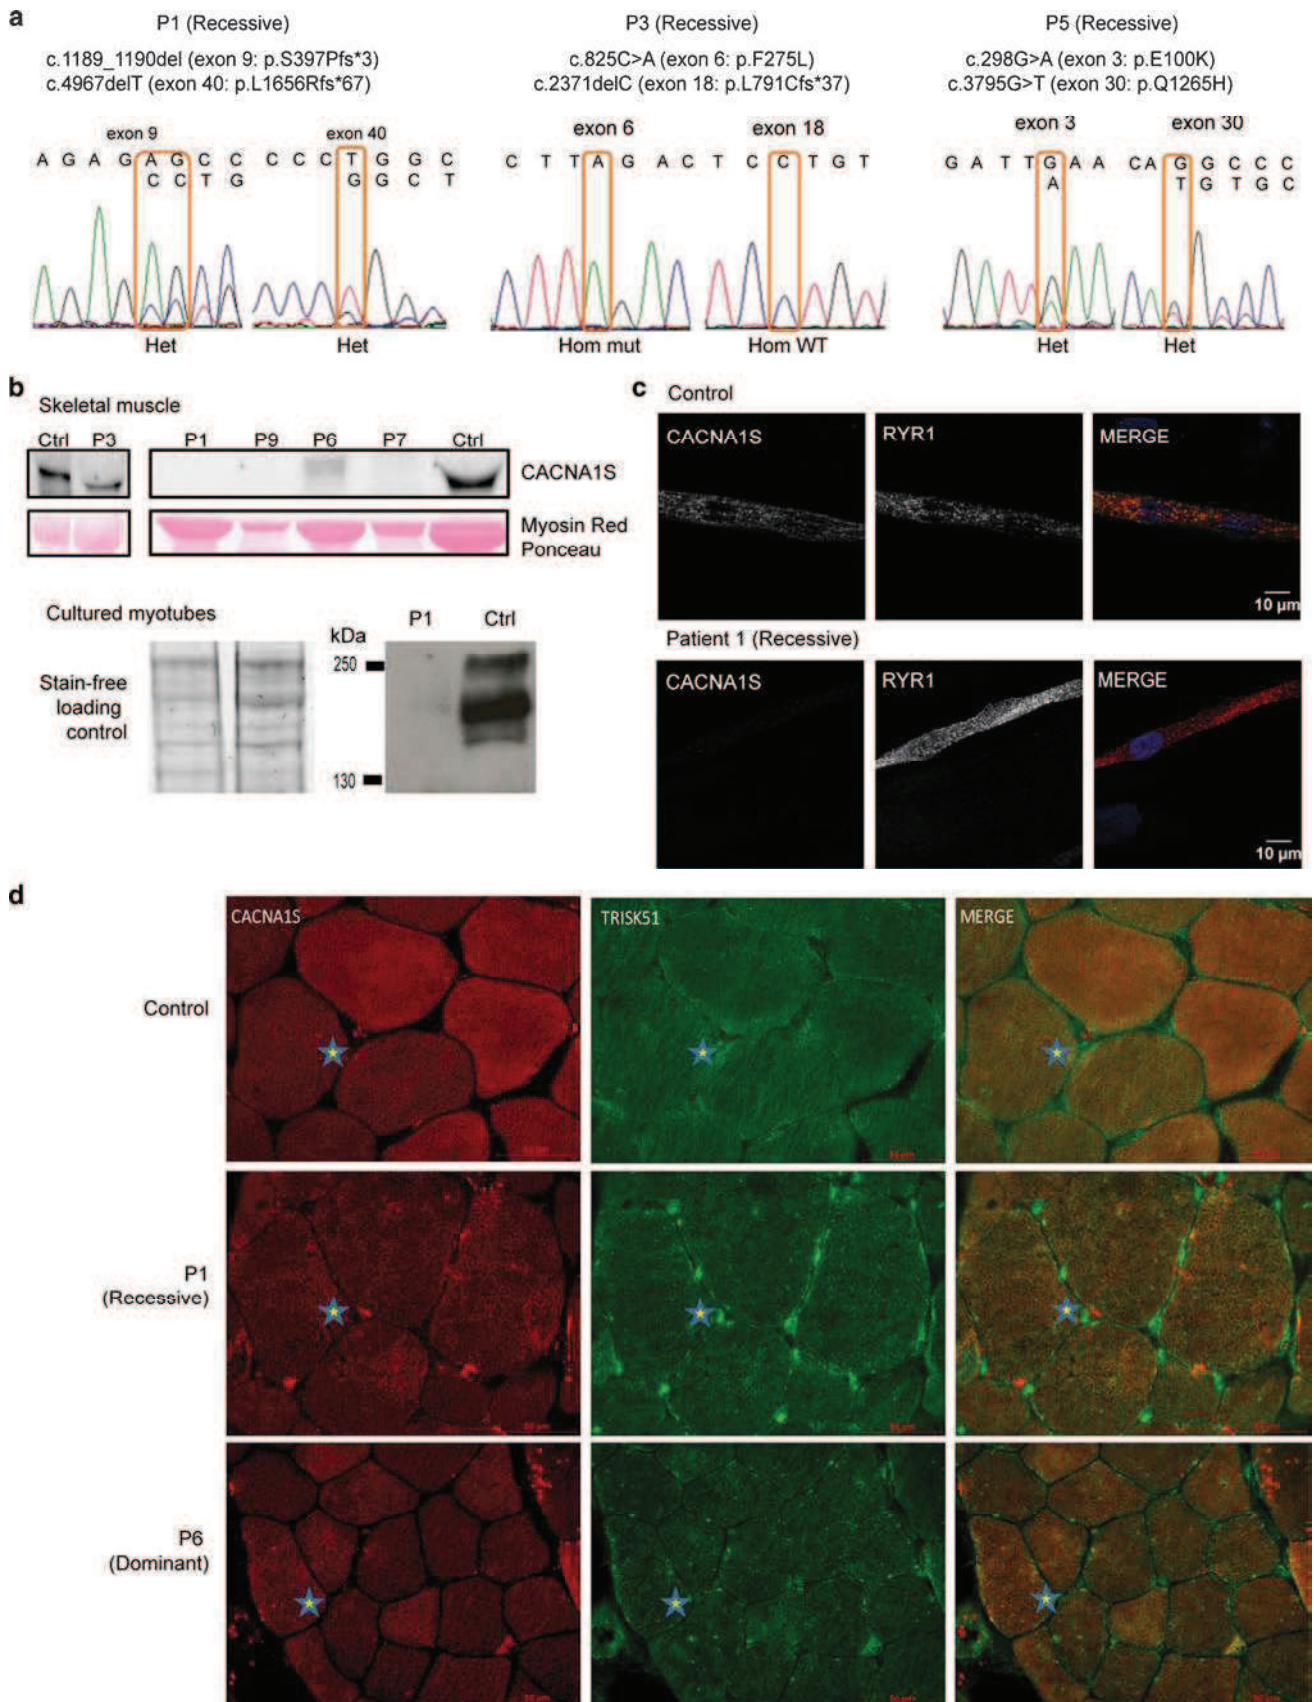 a
P1 (Recessive)
c.1189_1190del (exon 9: p.S397Pfs*3)
c.4967delT (exon 40: p.L1656Rfs*67)
exon 9
exon 40
A G A G A G C C C C C T G G C
C C T G G G C T
Het
Het
P3 (Recessive)
c.825C>A (exon 6: p.F275L)
c.2371delC (exon 18: p.L791Cfs*37)
exon 6
exon 18
C T T A G A C T C C T G T
Hom mut
Hom WT
P5 (Recessive)
c.298G>A (exon 3: p.E100K)
c.3795G>T (exon 30: p.Q1265H)
exon 3
exon 30
G A T T G A A C A G G C C C
A T G T G C
Het
Het
b
Skeletal muscle
Ctrl P3 P1 P9 P6 P7 Ctrl
CACNA1S
Myosin Red
Ponceau
Cultured myotubes
Stain-free
loading
control
kDa
P1 Ctrl
250
130
c
Control
CACNA1S RYR1 MERGE
10 µm
Patient 1 (Recessive)
CACNA1S RYR1 MERGE
10 µm
d
CACNA1S TRISK51 MERGE
Control
P1
(Recessive)
50 µm
P6
(Dominant)
50 µm